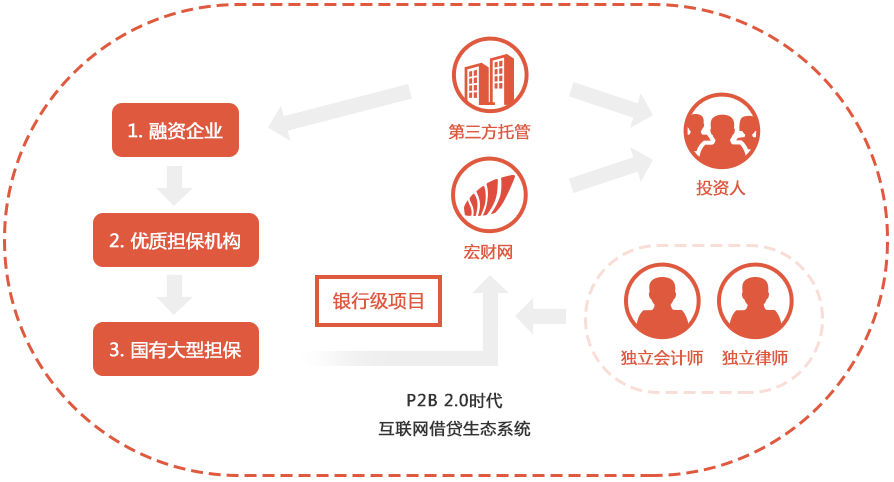 第三方托管
1. 融资企业
投资人
2. 优质担保机构
宏财网
银行级项目
3. 国有大型担保
独立会计师
独立律师
P2B 2.0时代
互联网借贷生态系统